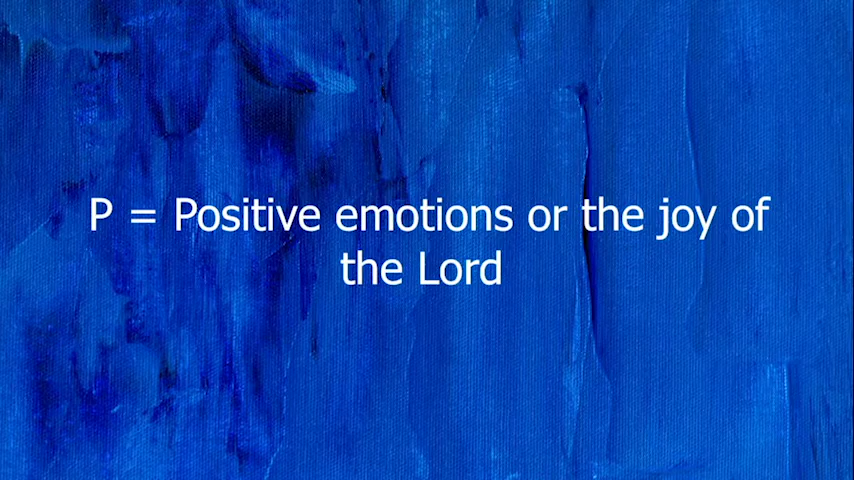 P = Positive emotions or the joy of
the Lord